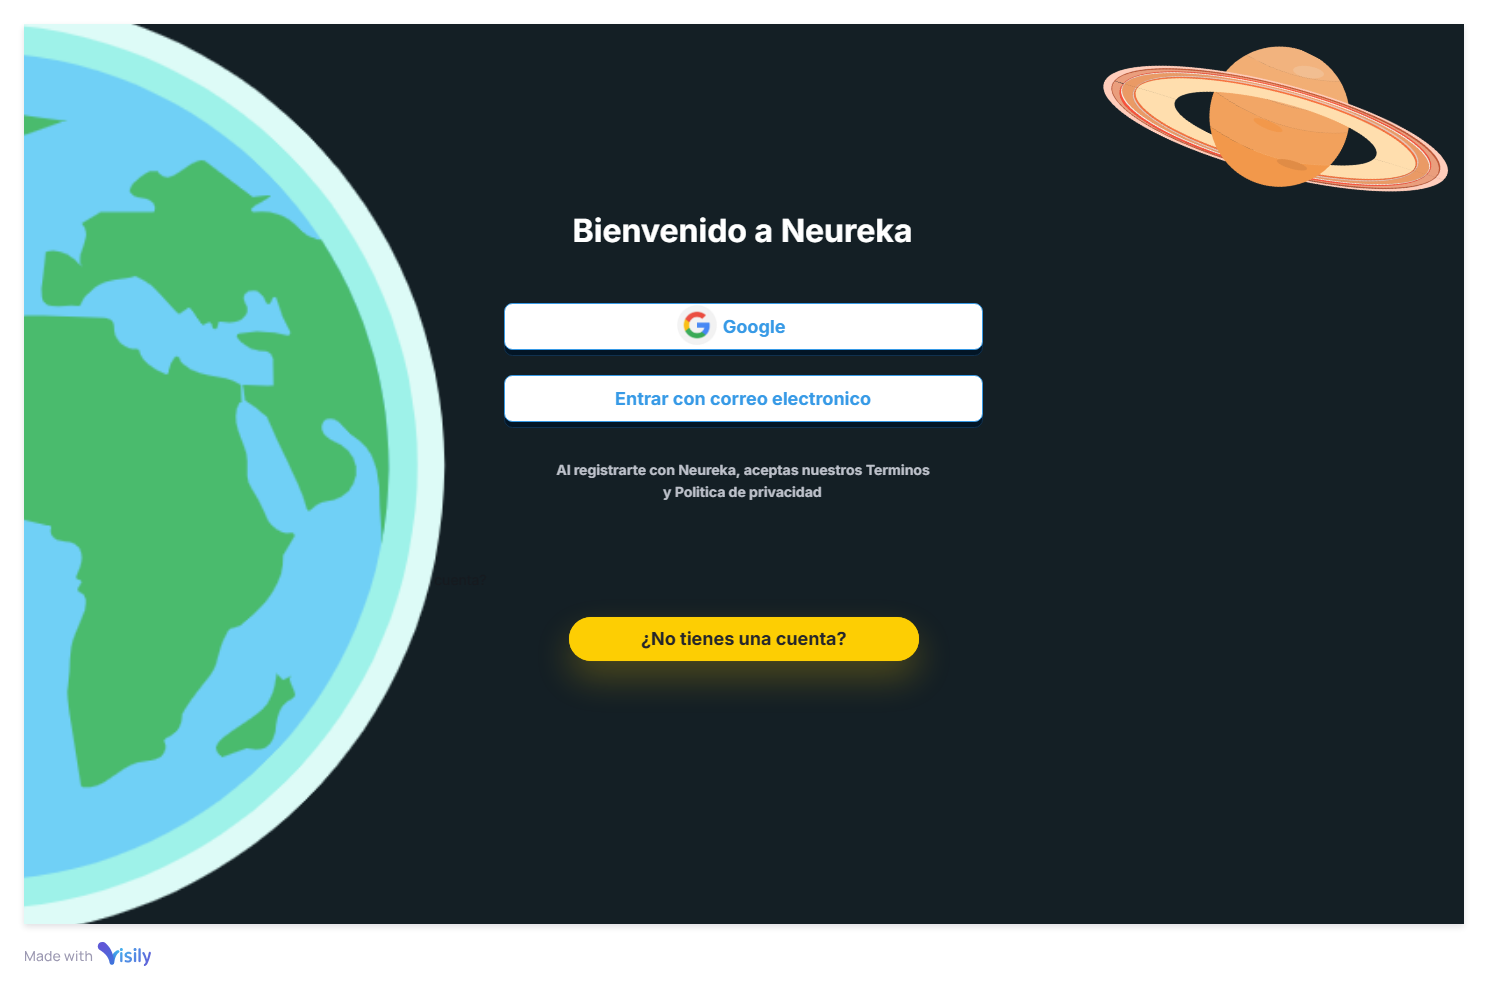 Bienvenido a Neureka
Google
Entrar con correo electronico
Al registrarte con Neureka, aceptas nuestros Terminos
y Politica de privacidad
¿No tienes una cuenta?
Made with Visily